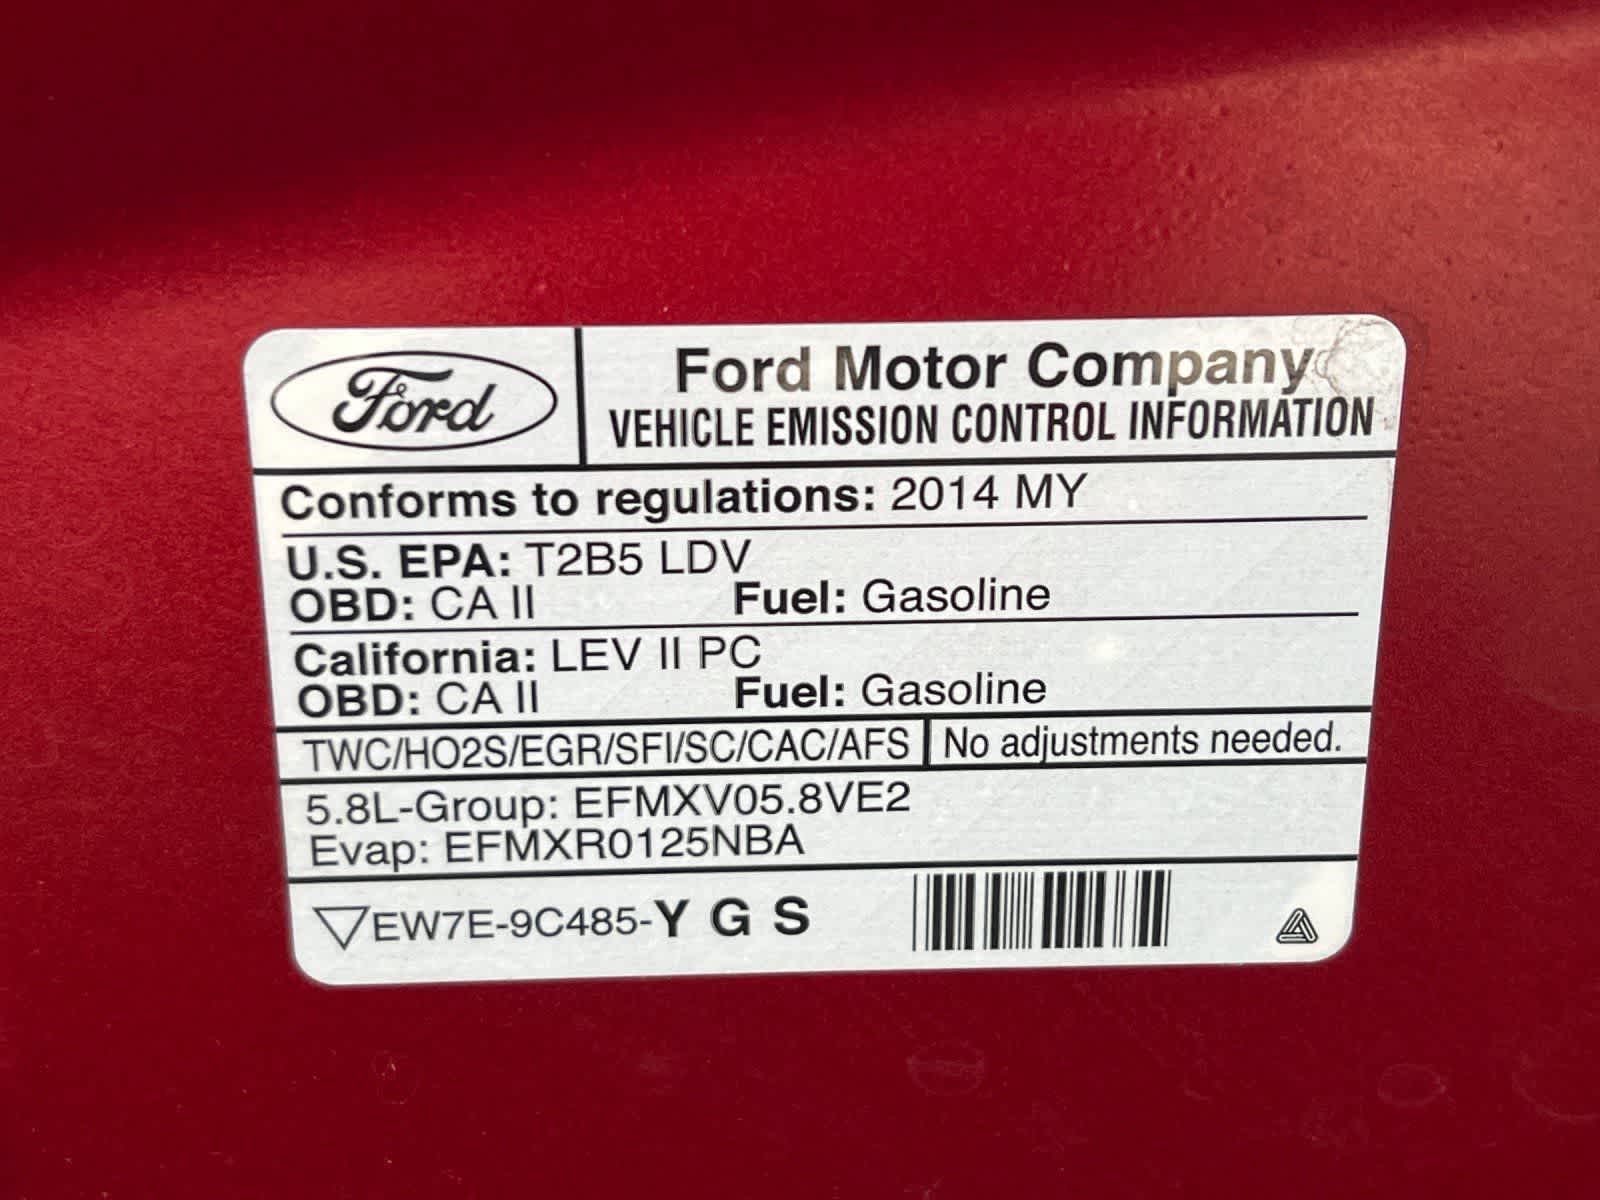 Ford
Ford Motor Company
VEHICLE EMISSION CONTROL INFORMATION
Conforms to regulations: 2014 MY
U.S. EPA: T2B5 LDV
OBD: CA II Fuel: Gasoline
California: LEV II PC
OBD: CA II Fuel: Gasoline
TWC/HO2S/EGR/SFI/SC/CAC/AFS No adjustments needed.
5.8L-Group: EFMXV05.8VE2
Evap: EFMXR0125NBA
EW7E-9C485-Y G S